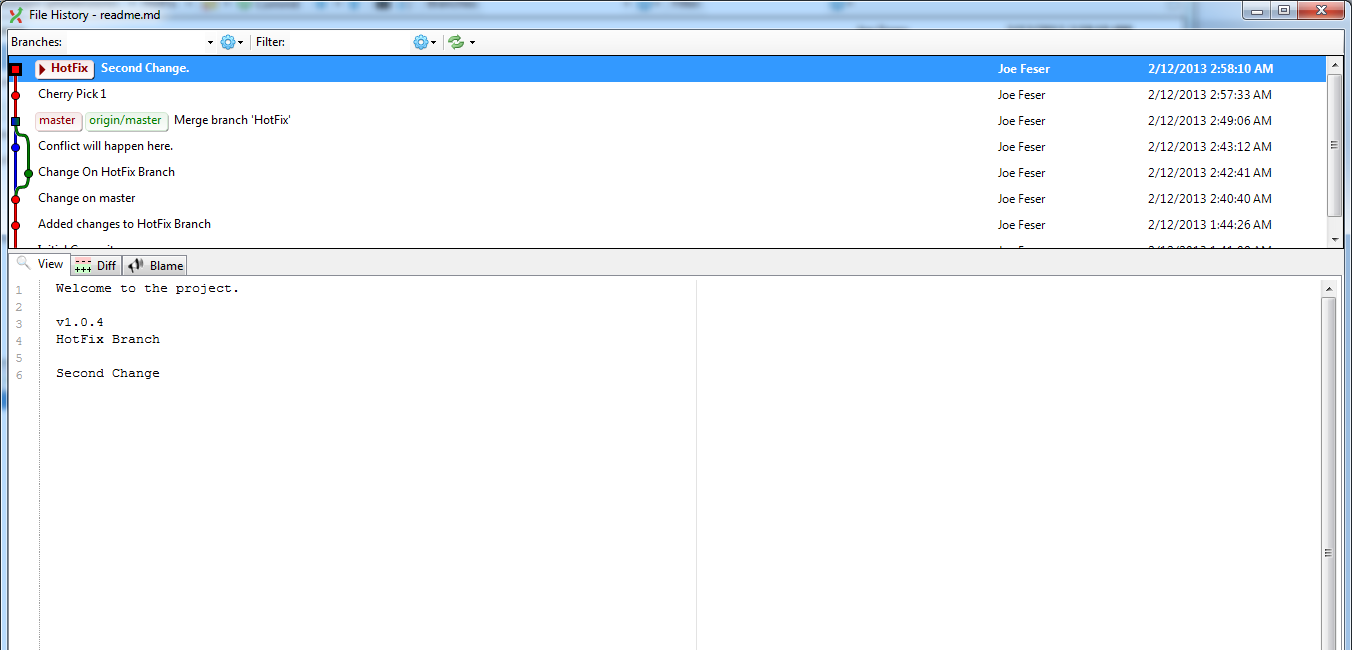 File History - readme.md
Branches: Filter:
HotFix Second Change. Joe Feser 2/12/2013 2:58:10 AM
Cherry Pick 1 Joe Feser 2/12/2013 2:57:33 AM
master origin/master Merge branch 'HotFix' Joe Feser 2/12/2013 2:49:06 AM
Conflict will happen here. Joe Feser 2/12/2013 2:43:12 AM
Change On HotFix Branch Joe Feser 2/12/2013 2:42:41 AM
Change on master Joe Feser 2/12/2013 2:40:40 AM
Added changes to HotFix Branch Joe Feser 2/12/2013 1:44:26 AM
View Diff Blame
1 Welcome to the project.
2
3 v1.0.4
4 HotFix Branch
5
6 Second Change